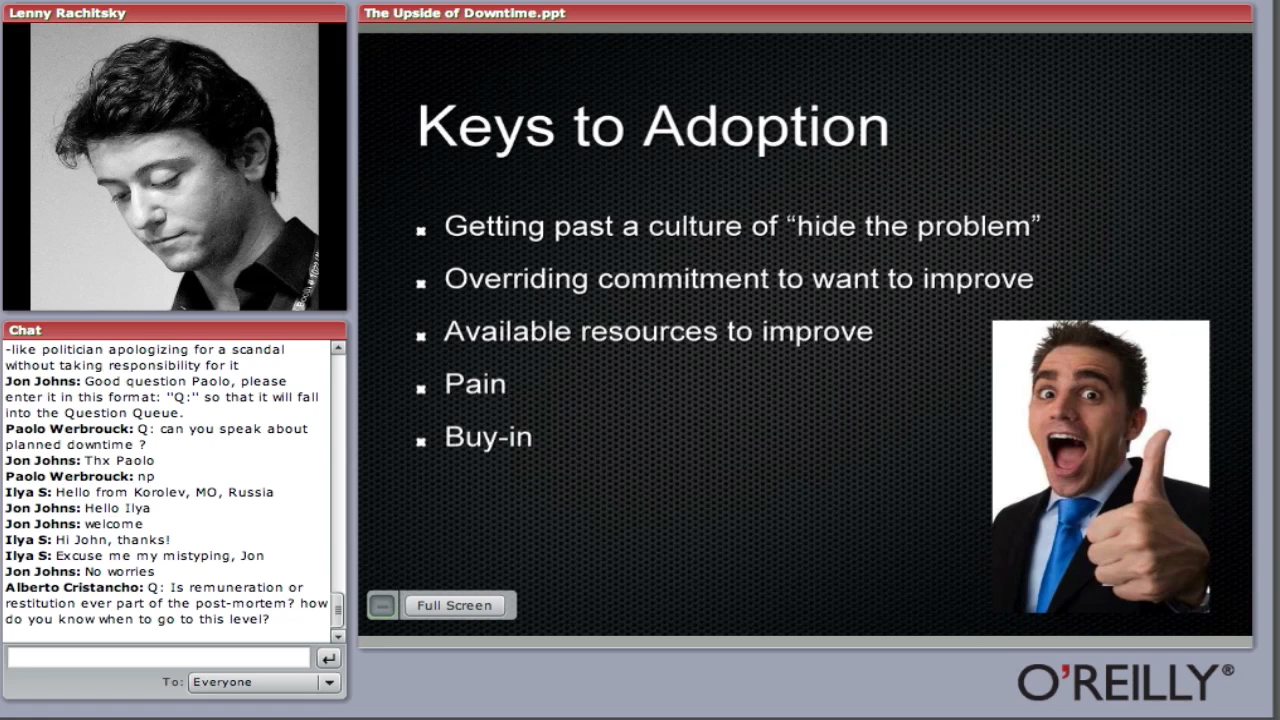 Lenny Rachitsky
The Upside of Downtime.ppt
Keys to Adoption
Getting past a culture of “hide the problem”
Overriding commitment to want to improve
Available resources to improve
Pain
Buy-in
Full Screen
Chat
-like politician apologizing for a scandal
without taking responsibility for it
Jon Johns: Good question Paolo, please
enter it in this format: "Q:" so that it will fall
into the Question Queue.
Paolo Werbrouck: Q: can you speak about
planned downtime ?
Jon Johns: Thx Paolo
Paolo Werbrouck: np
Ilya S: Hello from Korolev, MO, Russia
Jon Johns: Hello Ilya
Jon Johns: welcome
Ilya S: Hi John, thanks!
Ilya S: Excuse me my mistyping, Jon
Jon Johns: No worries
Alberto Cristancho: Q: Is remuneration or
restitution ever part of the post-mortem? how
do you know when to go to this level?
To: Everyone
O'REILLY®